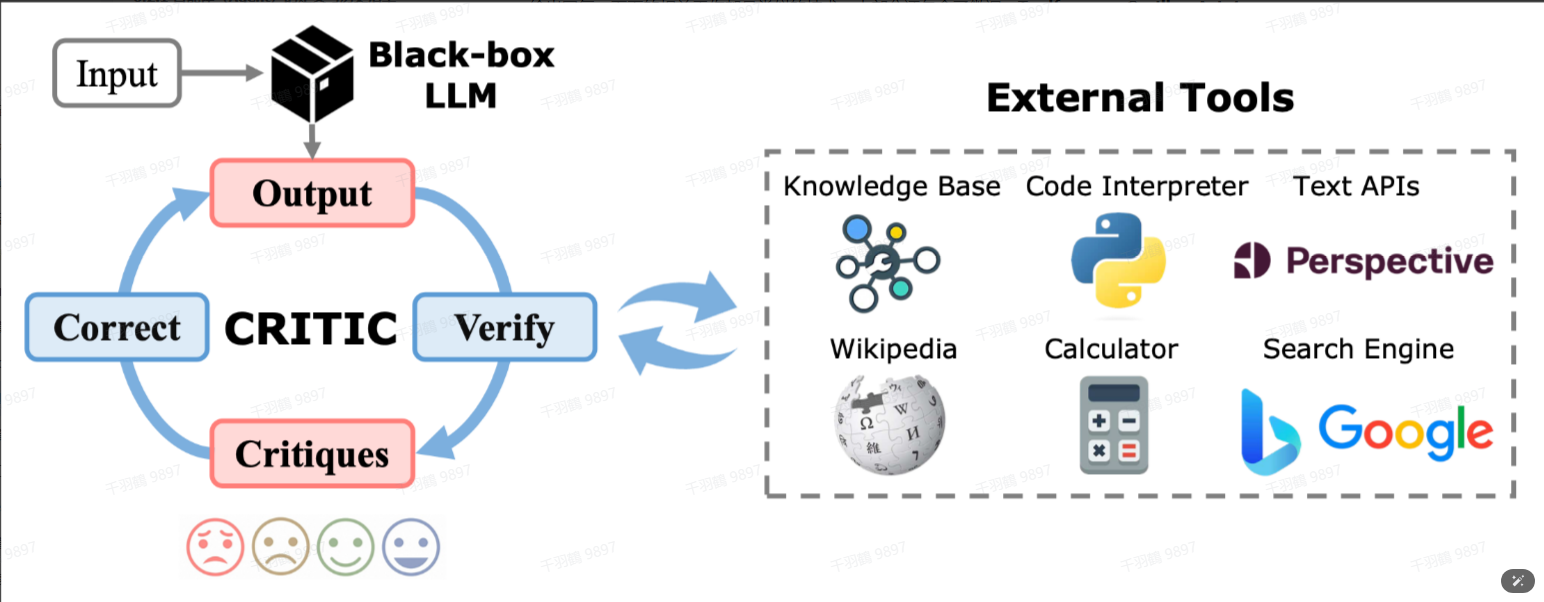 Input
Black-box
LLM
External Tools
Output
Knowledge Base Code Interpreter Text APIs
Perspective
Correct CRITIC Verify
Wikipedia Calculator Search Engine
Google
Critiques
千羽鹤 9897